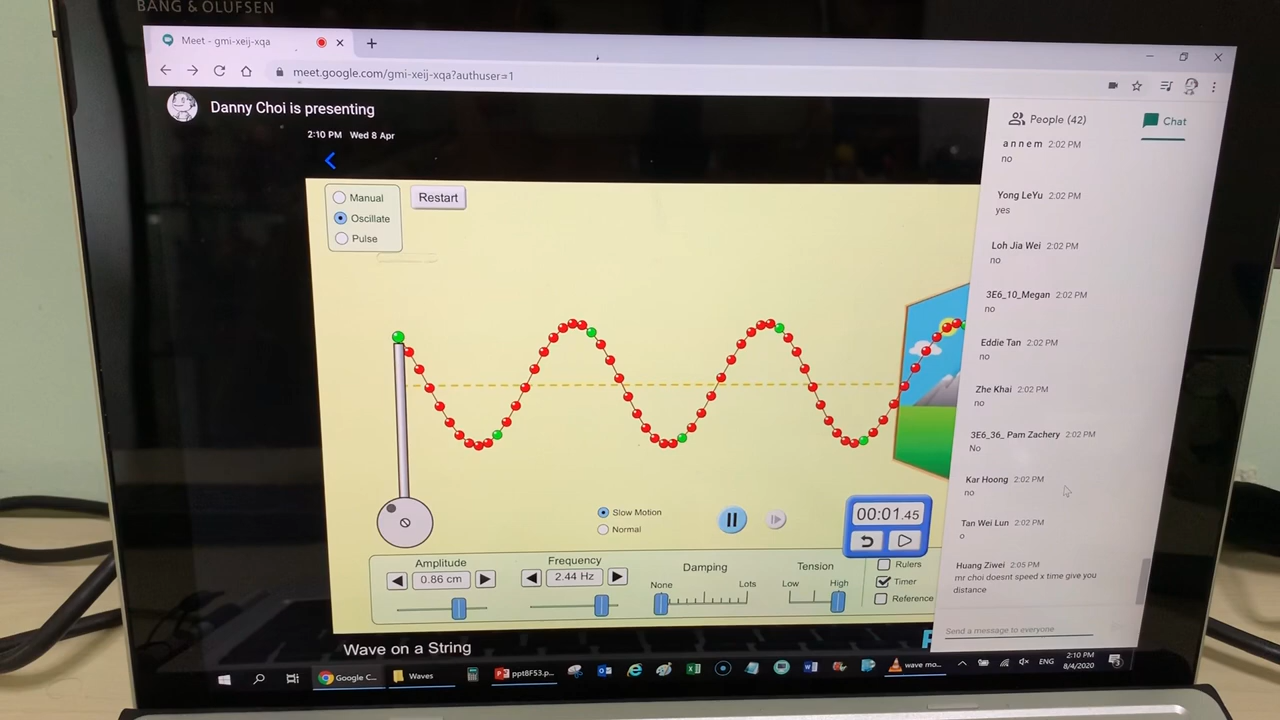 BANG & OLUFSEN
Meet - gmi-xeij-xqa
meet.google.com/gmi-xeij-xqa?authuser=1
Danny Choi is presenting
2:10 PM Wed 8 Apr
People (42)
Chat
Manual
Oscillate
Pulse
Restart
a n n e m 2:02 PM
no
Yong LeYu 2:02 PM
yes
Loh Jia Wei 2:02 PM
no
3E6_10_Megan 2:02 PM
no
Eddie Tan 2:02 PM
no
Zhe Khai 2:02 PM
no
3E6_36_ Pam Zachery 2:02 PM
No
Kar Hoong 2:02 PM
no
Tan Wei Lun 2:02 PM
o
Huang Ziwei 2:05 PM
mr choi doesnt speed x time give you
distance
Send a message to everyone
Slow Motion
Normal
00:01.45
Amplitude
0.86 cm
Frequency
2.44 Hz
Damping
None Lots
Tension
Low High
Rulers
Timer
Reference
Wave on a String
Google C...
Waves
ppt8F53.p...
wave mo...
ENG
2:10 PM
8/4/2020